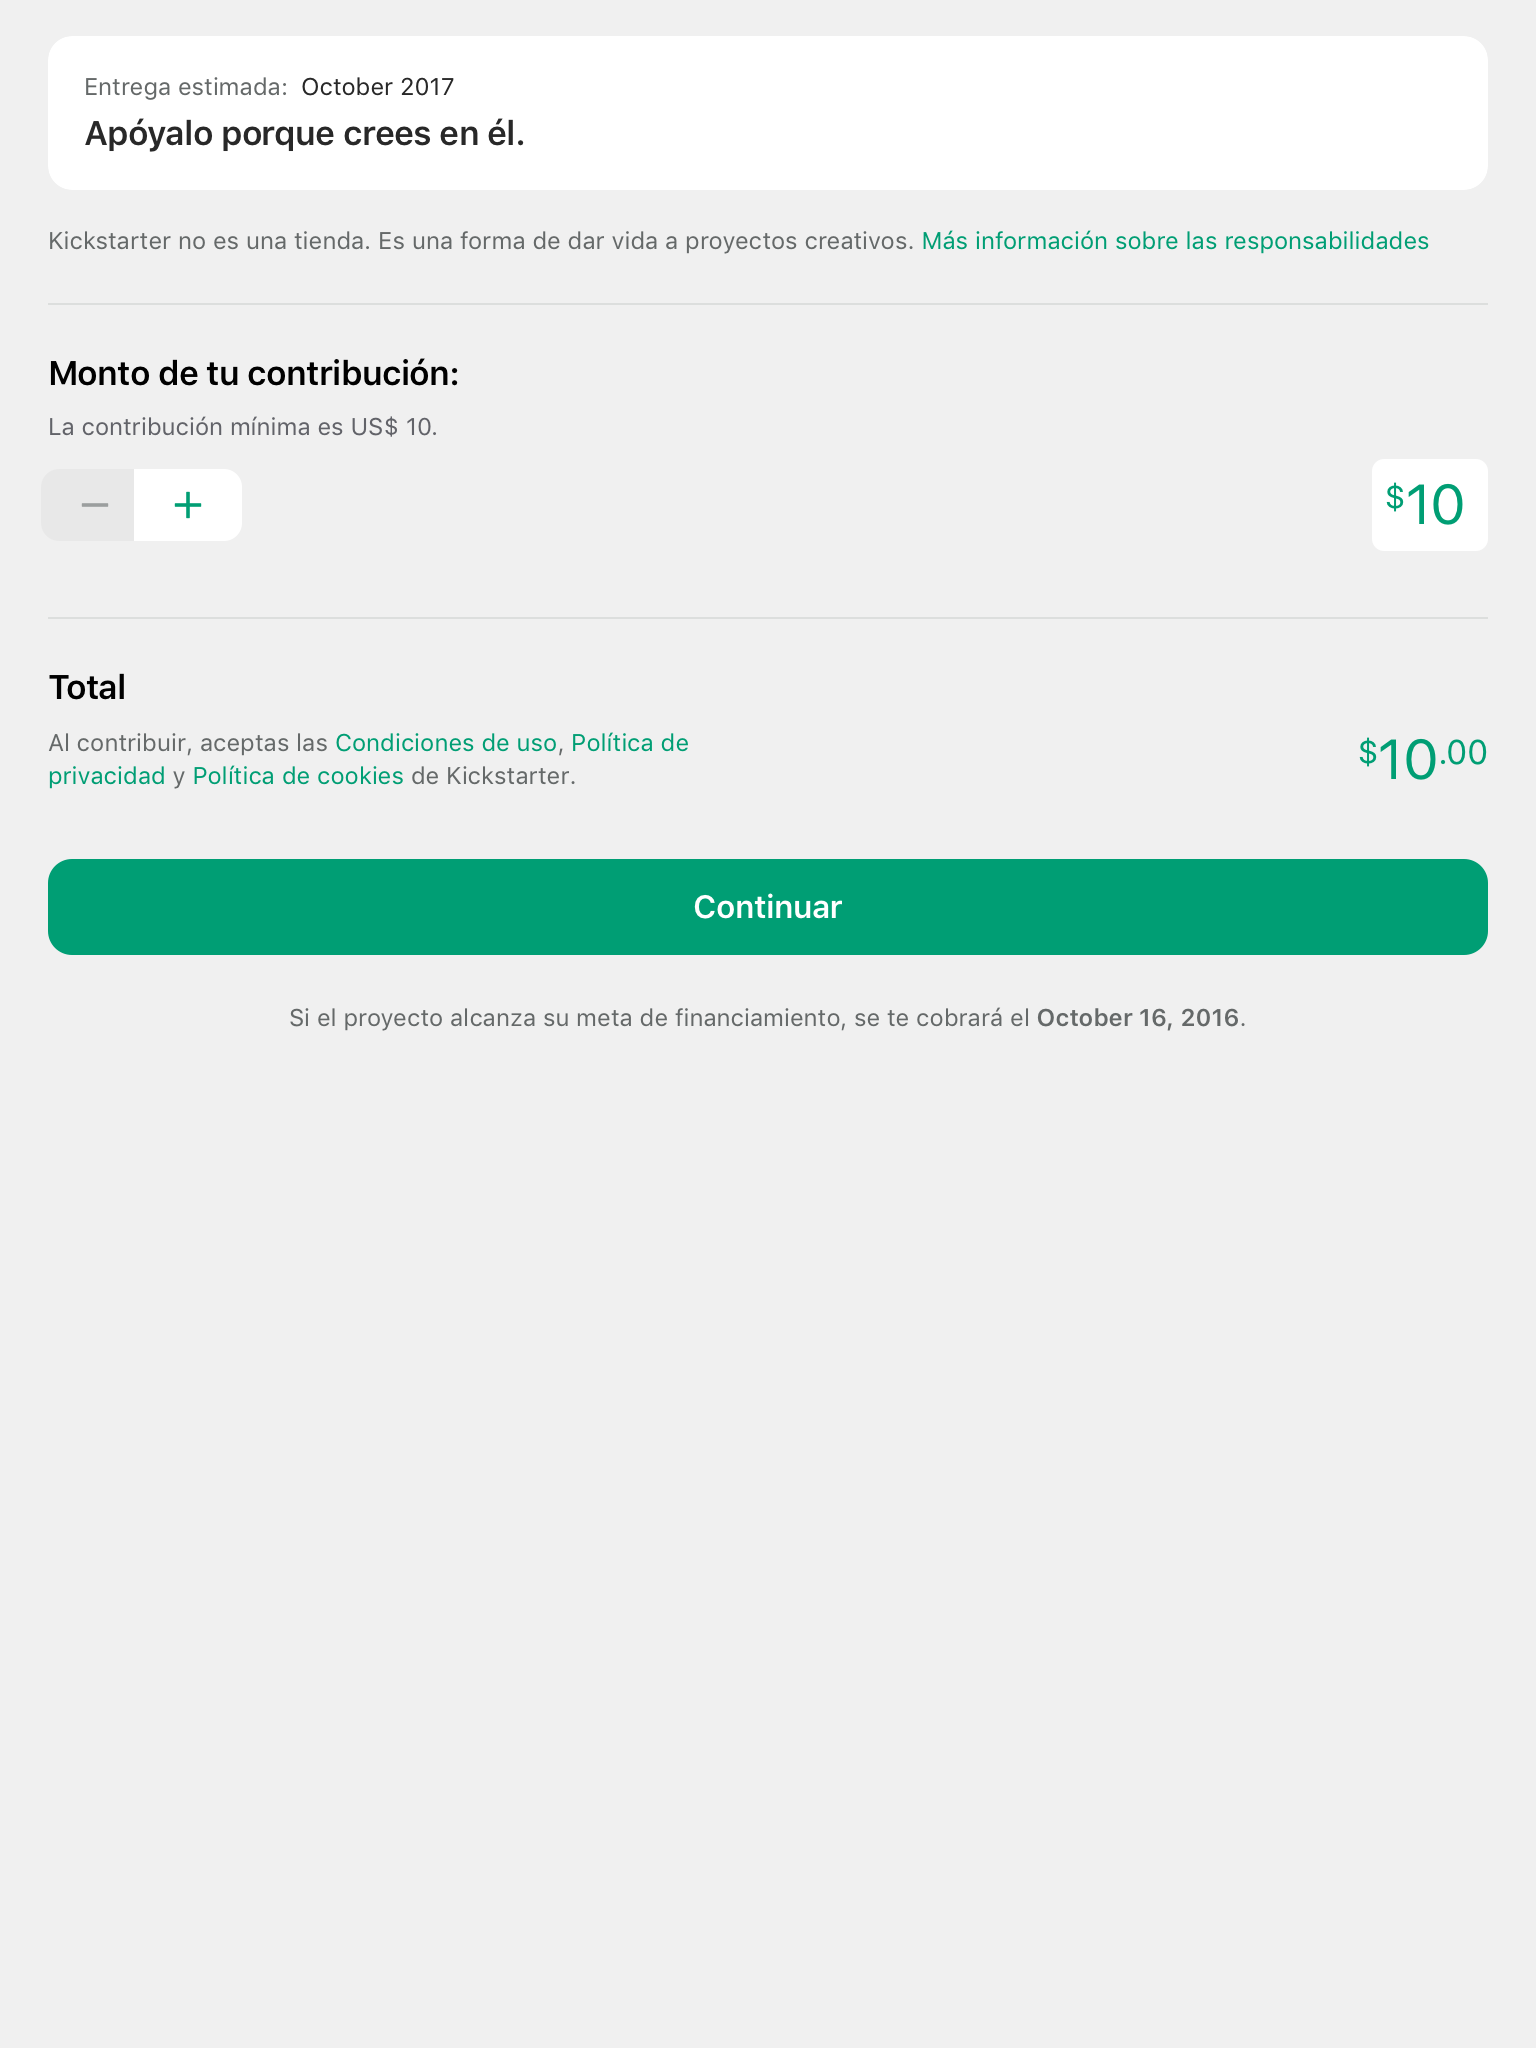 Entrega estimada: October 2017
Apóyalo porque crees en él.
Kickstarter no es una tienda. Es una forma de dar vida a proyectos creativos. Más información sobre las responsabilidades
Monto de tu contribución:
La contribución mínima es US$ 10.
$10
Total
Al contribuir, aceptas las Condiciones de uso, Política de
privacidad y Política de cookies de Kickstarter.
$10.00
Continuar
Si el proyecto alcanza su meta de financiamiento, se te cobrará el October 16, 2016.